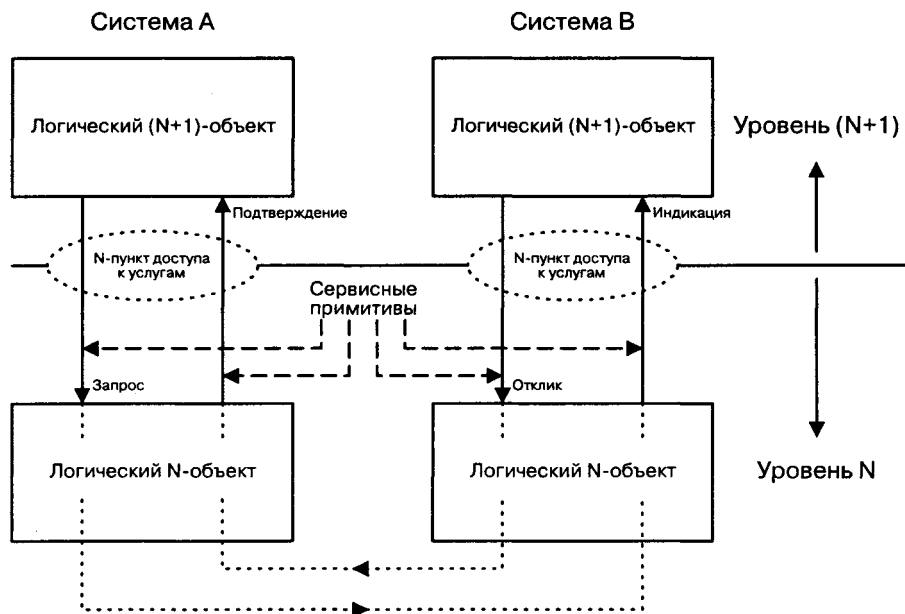 Система А
Система В
Логический (N+1)-объект
Логический (N+1)-объект
Уровень (N+1)
Подтверждение
Индикация
N-пункт доступа
к услугам
N-пункт доступа
к услугам
Сервисные
примитивы
Запрос
Отклик
Логический N-объект
Логический N-объект
Уровень N